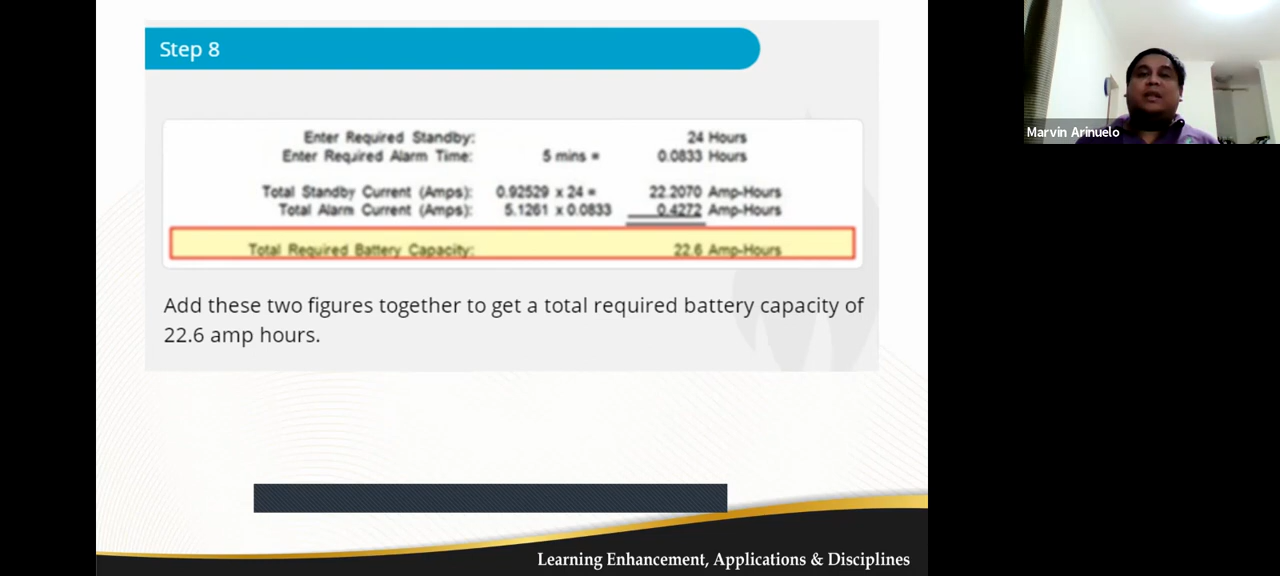 Step 8
Enter Required Standby: 24 Hours
Enter Required Alarm Time: 5 mins = 0.0833 Hours
Total Standby Current (Amps): 0.92529 x 24 = 22.2070 Amp-Hours
Total Alarm Current (Amps): 5.1261 x 0.0833 0.4272 Amp-Hours
Total Required Battery Capacity: 22.6 Amp-Hours
Add these two figures together to get a total required battery capacity of
22.6 amp hours.
Learning Enhancement, Applications & Disciplines
Marvin Arinuelo